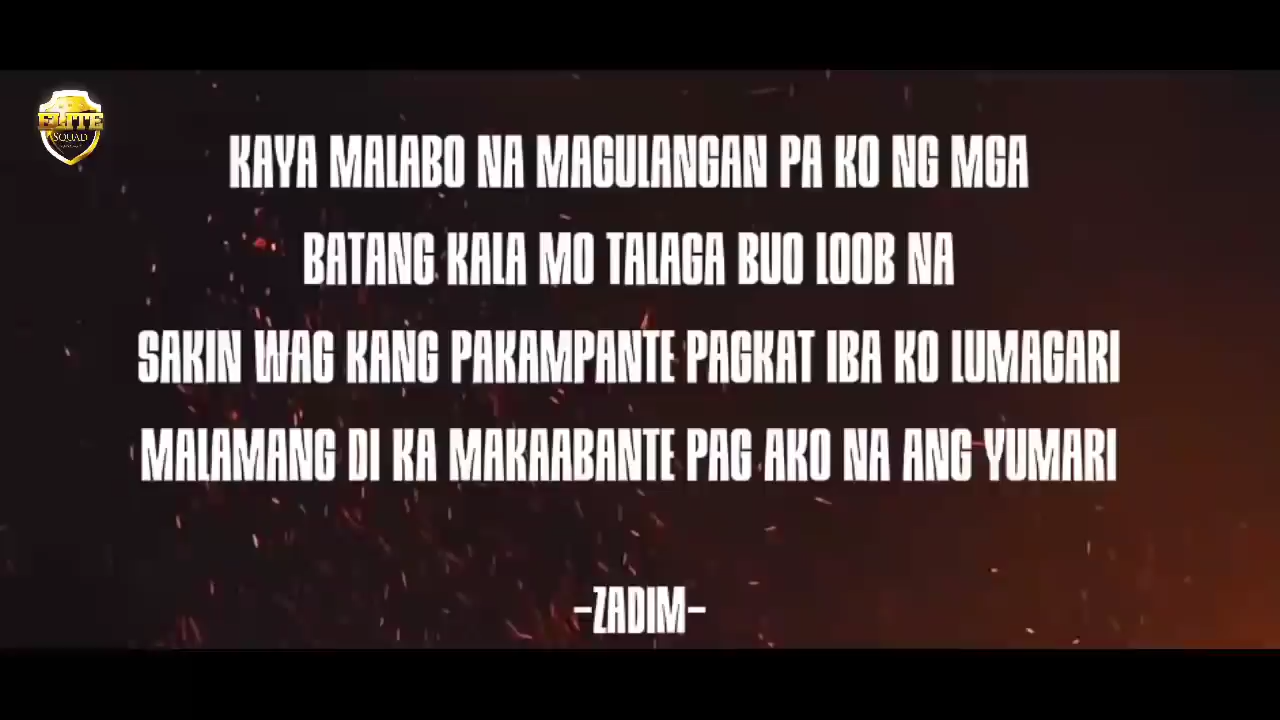 ELITE
SQUAD
KAYA MALABO NA MAGULANGAN PA KO NG MGA
BATANG KALA MO TALAGA BUO LOOB NA
SAKIN WAG KANG PAKAMPANTE PAGKAT IBA KO LUMAGARI
MALAMANG DI KA MAKAABANTE PAG AKO NA ANG YUMARI
-ZADIM-